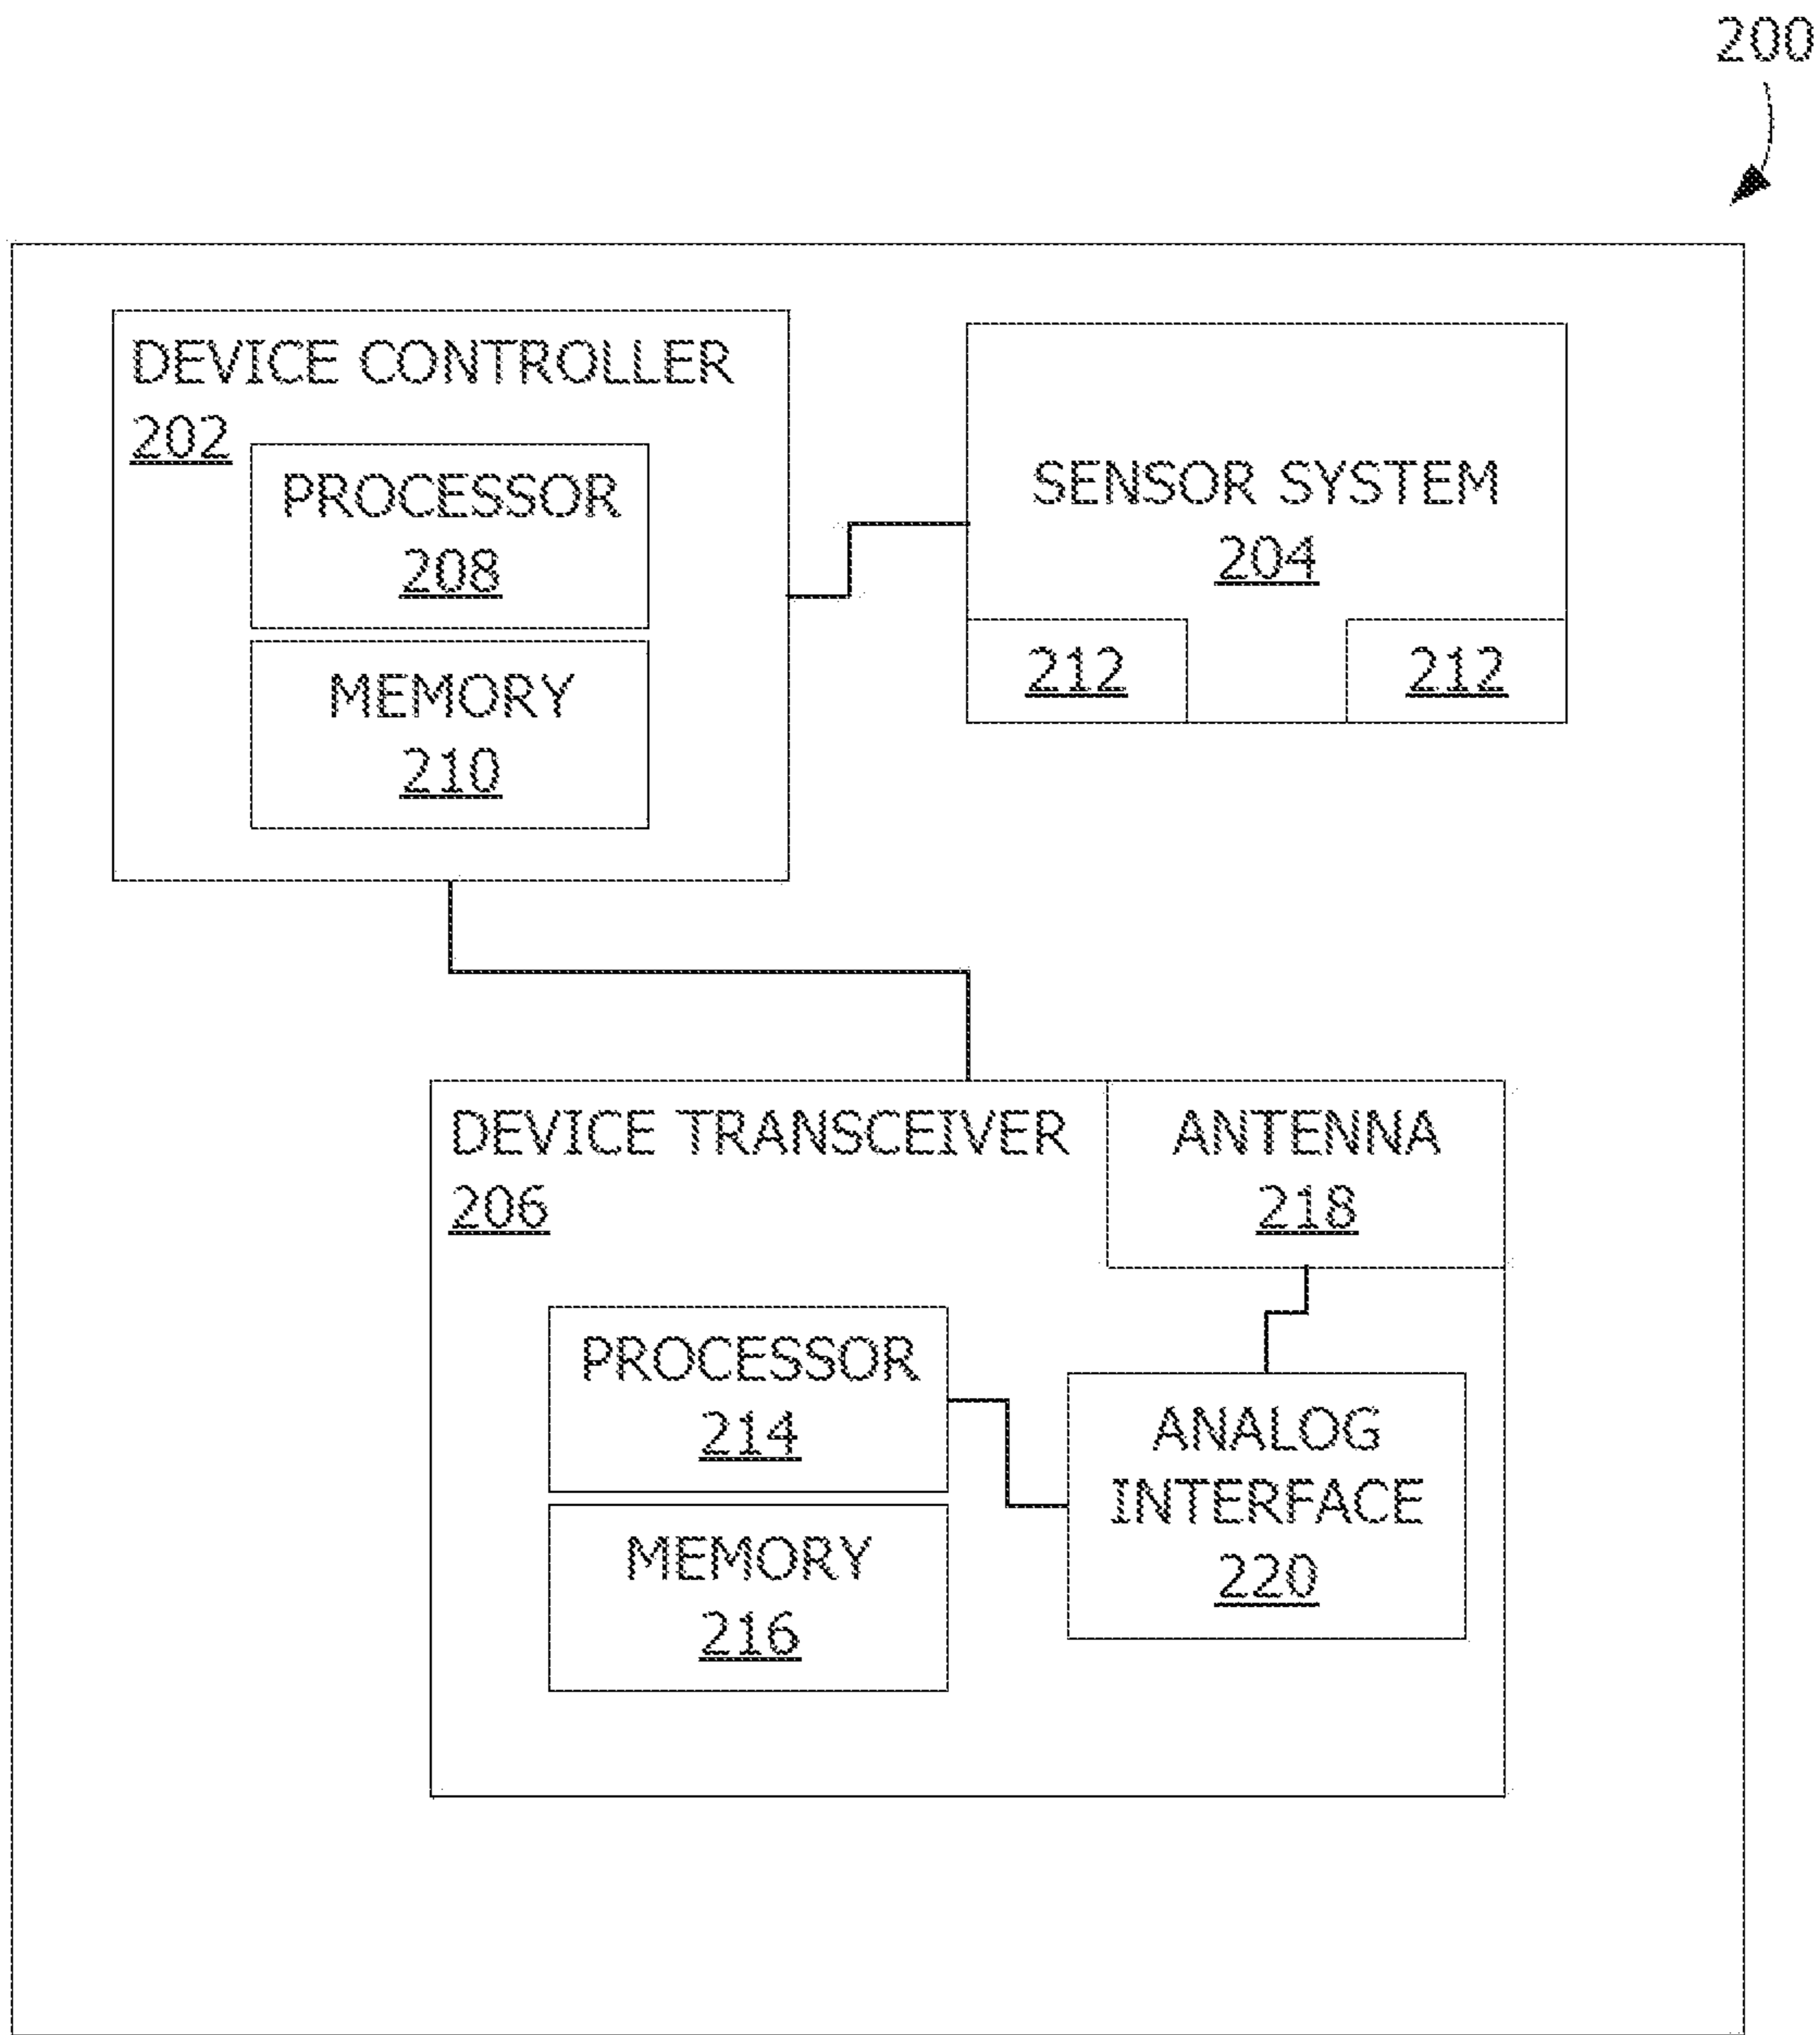 200
DEVICE CONTROLLER
202
PROCESSOR
208
MEMORY
210
SENSOR SYSTEM
204
212
212
DEVICE TRANSCEIVER
206
ANTENNA
218
PROCESSOR
214
MEMORY
216
ANALOG
INTERFACE
220